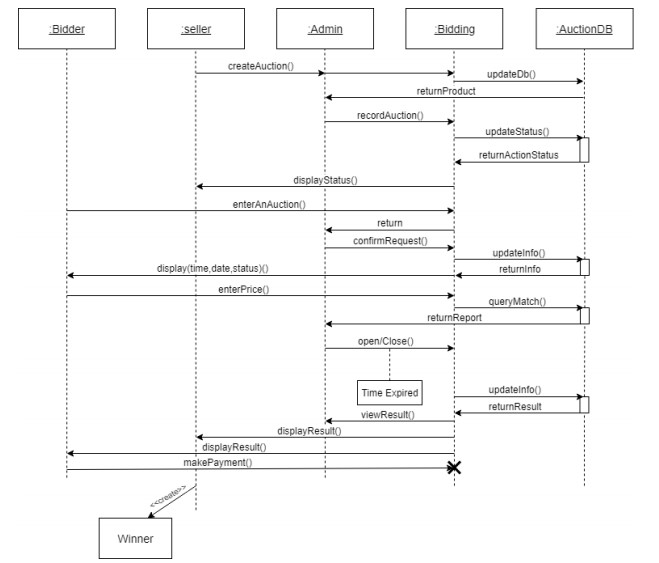 :Bidder
:seller
:Admin
:Bidding
:AuctionDB
createAuction()
updateDb()
returnProduct
recordAuction()
updateStatus()
returnActionStatus
displayStatus()
enterAnAuction()
return
confirmRequest()
updateInfo()
display(time,date,status)()
returnInfo
enterPrice()
queryMatch()
returnReport
open/Close()
Time Expired
updateInfo()
returnResult
viewResult()
displayResult()
displayResult()
makePayment()
<<create>>
Winner